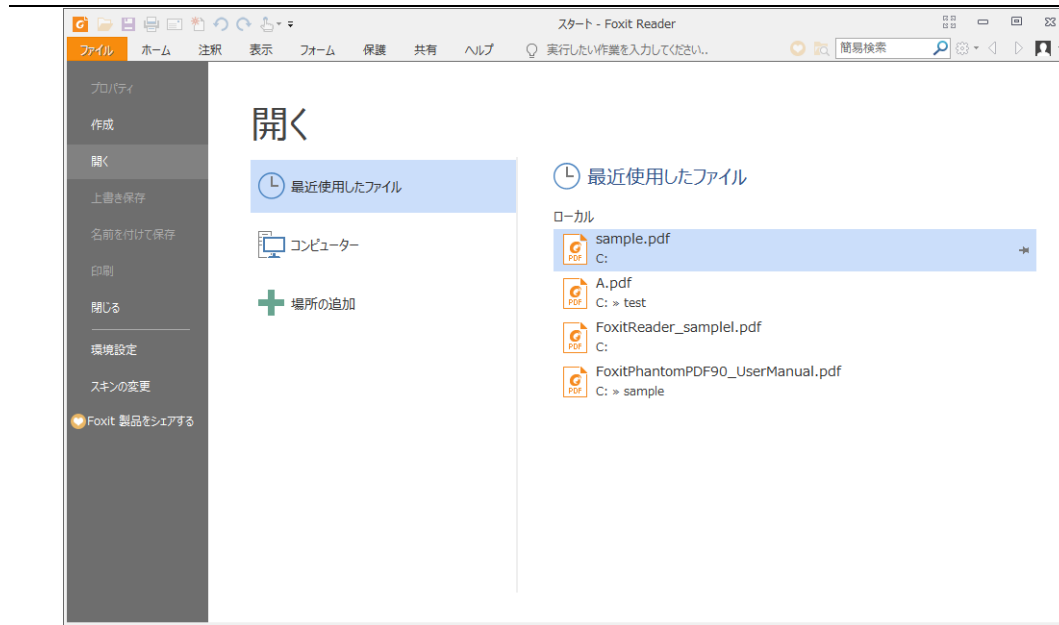 スタート - Foxit Reader
ファイル ホーム 注釈 表示 フォーム 保護 共有 ヘルプ 実行したい作業を入力してください.. 簡易検索
プロパティ
作成
開く
上書き保存
名前を付けて保存
印刷
閉じる
環境設定
スキンの変更
Foxit 製品をシェアする
開く
最近使用したファイル
コンピューター
場所の追加
最近使用したファイル
ローカル
sample.pdf
PDF C:
A.pdf
PDF C: » test
FoxitReader_samplel.pdf
PDF C:
FoxitPhantomPDF90_UserManual.pdf
PDF C: » sample